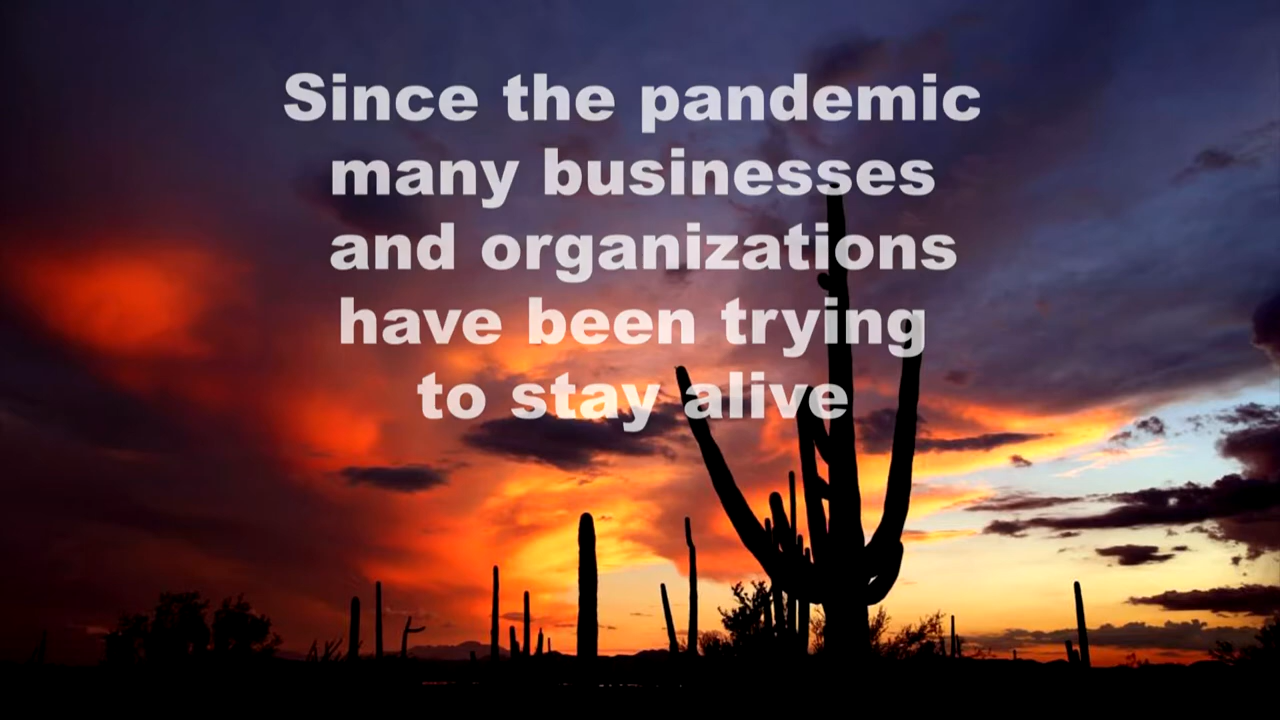 Since the pandemic
many businesses
and organizations
have been trying
to stay alive